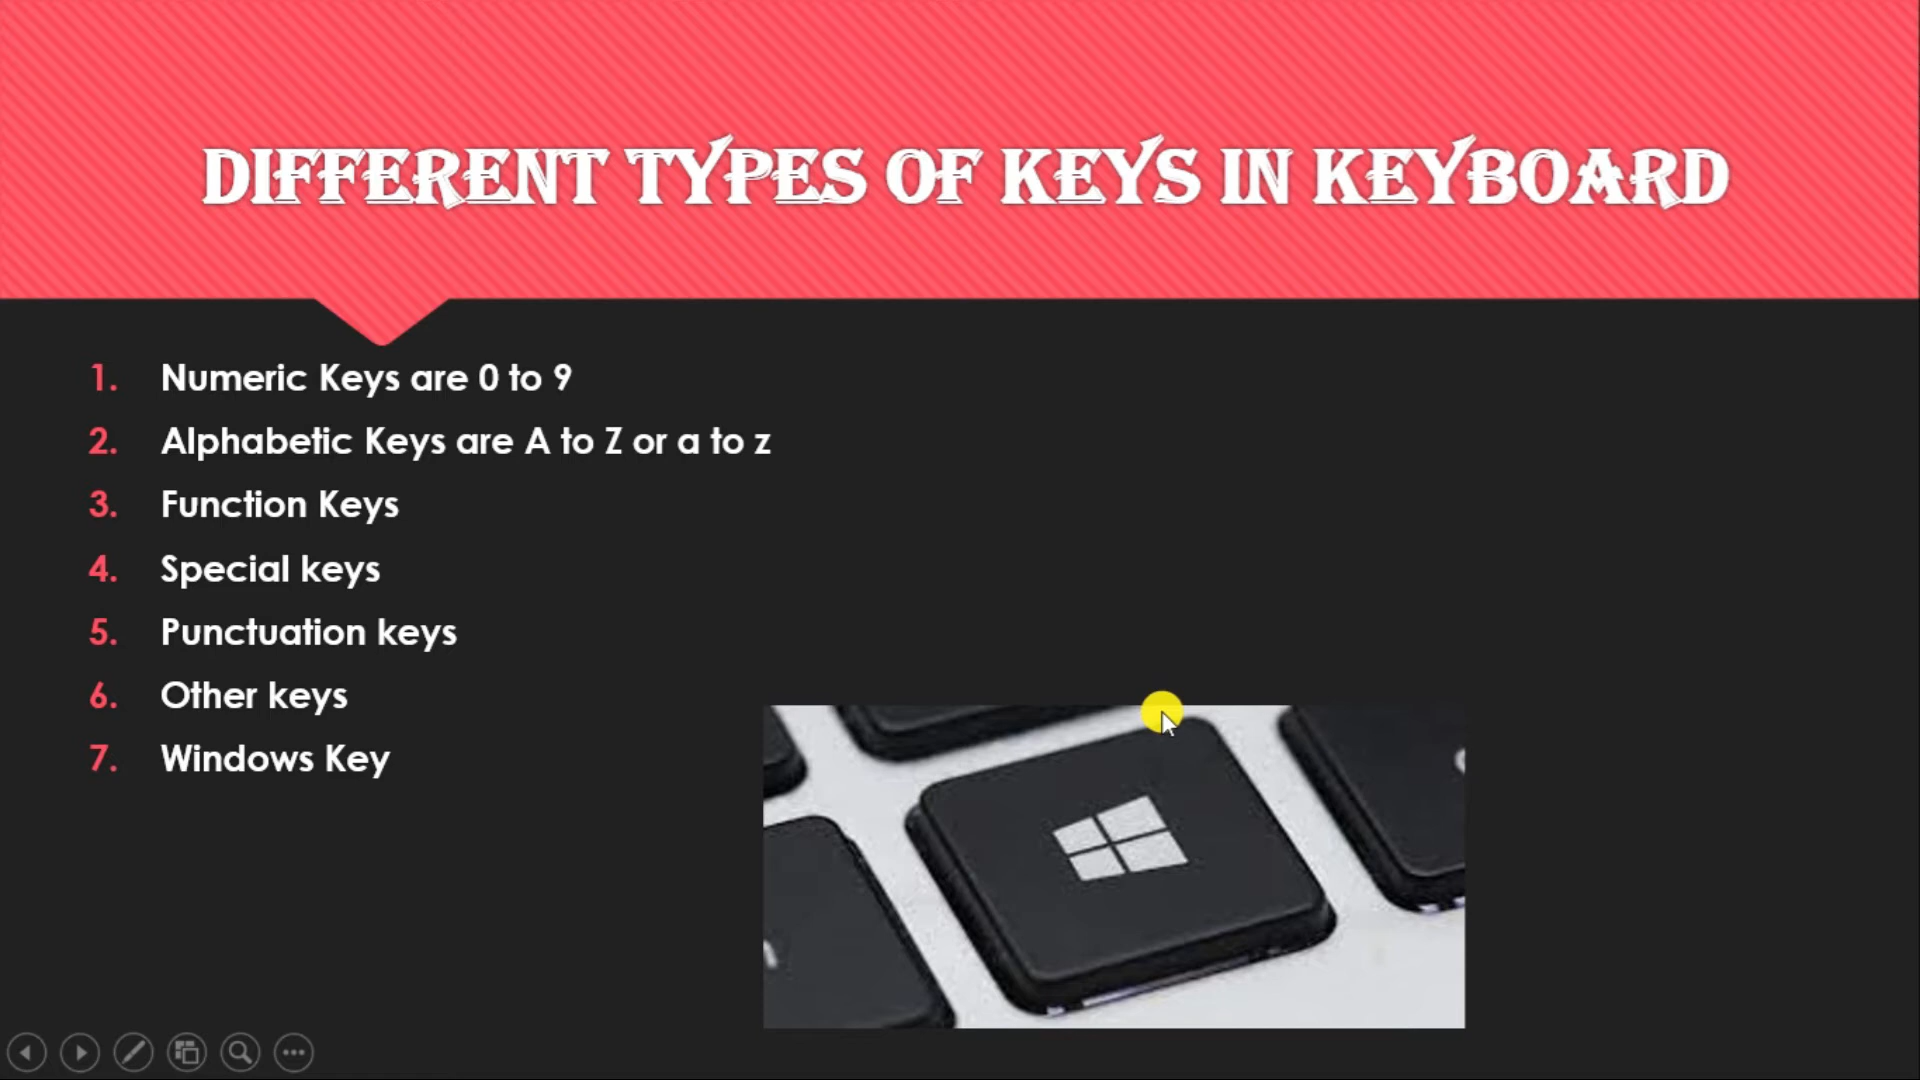 DIFFERENT TYPES OF KEYS IN KEYBOARD
1. Numeric Keys are 0 to 9
2. Alphabetic Keys are A to Z or a to z
3. Function Keys
4. Special keys
5. Punctuation keys
6. Other keys
7. Windows Key